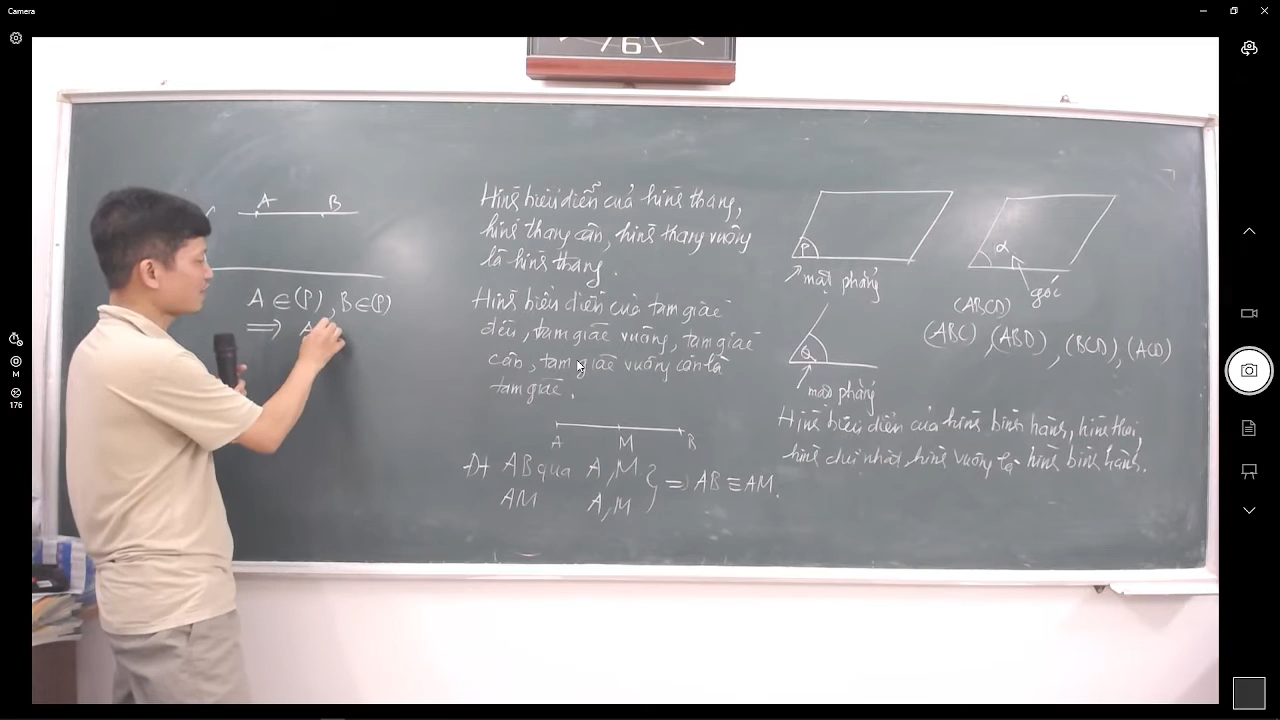 Camera
6
A B
A ∈ (P), B ∈ (P)
⟹ A
Hình biểu diễn của hình thang,
hình thang cân, hình thang vuông
là hình thang.
Hình biểu diễn của tam giác
đều, tam giác vuông, tam giác
cân, tam giác vuông cân là
tam giác.
A M B
Đt AB qua A, M
AM A, M
} ⟹ AB ≡ AM.
P
mặt phẳng
Q
mặt phẳng
α
góc
(ABCD)
(ABC), (ABD), (BCD), (ACD)
Hình biểu diễn của hình bình hành, hình thoi,
hình chữ nhật, hình vuông là hình bình hành.
M
176